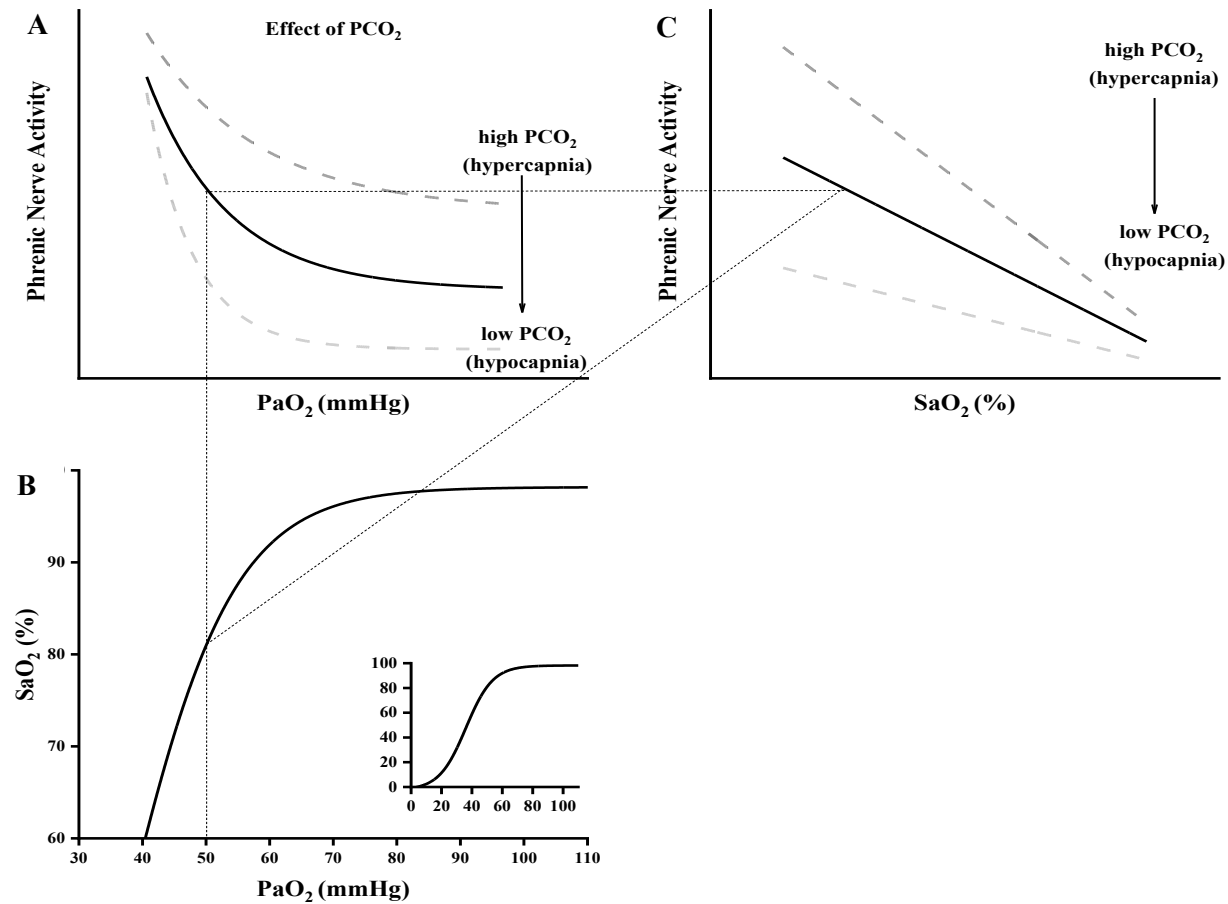 A
Effect of PCO₂
Phrenic Nerve Activity
high PCO₂
(hypercapnia)
low PCO₂
(hypocapnia)
PaO₂ (mmHg)
C
Phrenic Nerve Activity
high PCO₂
(hypercapnia)
low PCO₂
(hypocapnia)
SaO₂ (%)
B
SaO₂ (%)
90
80
70
60
30 40 50 60 70 80 90 100 110
PaO₂ (mmHg)
100
80
60
40
20
0
0 20 40 60 80 100